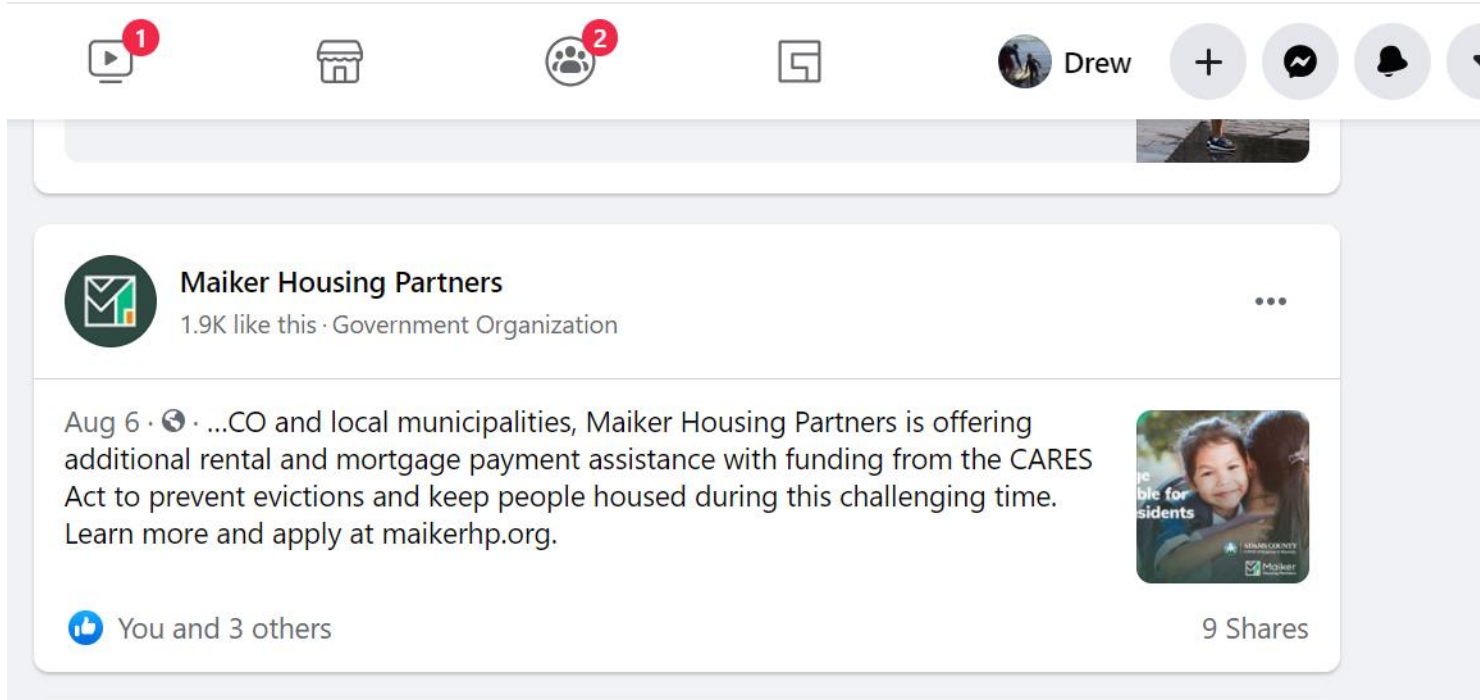 1
2
Drew
Maiker Housing Partners
1.9K like this · Government Organization
Aug 6 · ...CO and local municipalities, Maiker Housing Partners is offering
additional rental and mortgage payment assistance with funding from the CARES
Act to prevent evictions and keep people housed during this challenging time.
Learn more and apply at maikerhp.org.
ble for
sidents
ADAMS COUNTY
Maiker
You and 3 others
9 Shares